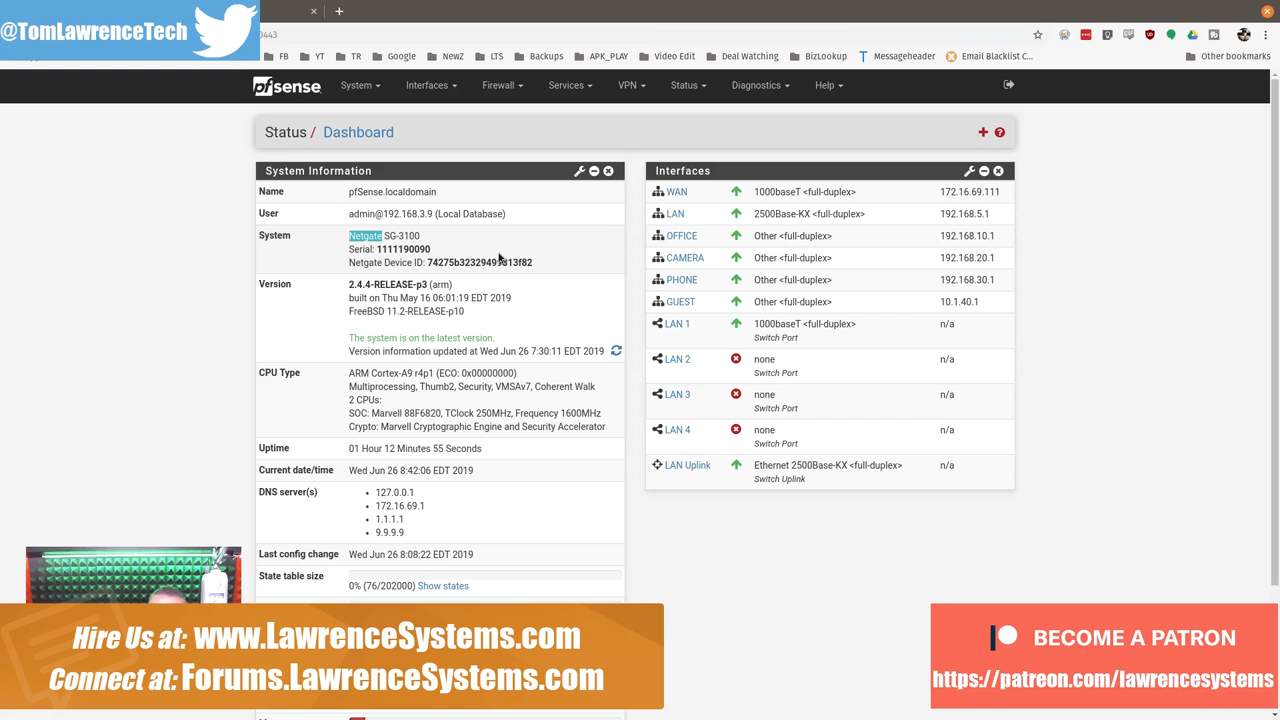 @TomLawrenceTech
0443
FB
YT
TR
Google
NewZ
LTS
Backups
APK_PLAY
Video Edit
Deal Watching
BizLookup
Messageheader
Email Blacklist C...
Other bookmarks
pfsense
System
Interfaces
Firewall
Services
VPN
Status
Diagnostics
Help
Status / Dashboard
System Information
Name pfSense.localdomain
User admin@192.168.3.9 (Local Database)
System Netgate SG-3100
Serial: 1111190090
Netgate Device ID:
Version 2.4.4-RELEASE-p3 (arm)
built on Thu May 16 06:01:19 EDT 2019
FreeBSD 11.2-RELEASE-p10
The system is on the latest version.
Version information updated at Wed Jun 26 7:30:11 EDT 2019
CPU Type ARM Cortex-A9 r4p1 (ECO: 0x00000000)
Multiprocessing, Thumb2, Security, VMSAv7, Coherent Walk
2 CPUs:
SOC: Marvell 88F6820, TClock 250MHz, Frequency 1600MHz
Crypto: Marvell Cryptographic Engine and Security Accelerator
Uptime 01 Hour 12 Minutes 55 Seconds
Current date/time Wed Jun 26 8:42:06 EDT 2019
DNS server(s) • 127.0.0.1
• 172.16.69.1
• 1.1.1.1
• 9.9.9.9
Last config change Wed Jun 26 8:08:22 EDT 2019
State table size
0% (76/202000) Show states
Interfaces
WAN 1000baseT <full-duplex> 172.16.69.111
LAN 2500Base-KX <full-duplex> 192.168.5.1
OFFICE Other <full-duplex> 192.168.10.1
CAMERA Other <full-duplex> 192.168.20.1
PHONE Other <full-duplex> 192.168.30.1
GUEST Other <full-duplex> 10.1.40.1
LAN 1 1000baseT <full-duplex> n/a
Switch Port
LAN 2 none n/a
Switch Port
LAN 3 none n/a
Switch Port
LAN 4 none n/a
Switch Port
LAN Uplink Ethernet 2500Base-KX <full-duplex> n/a
Switch Uplink
Hire Us at: www.LawrenceSystems.com
Connect at: Forums.LawrenceSystems.com
BECOME A PATRON
https://patreon.com/lawrencesystems